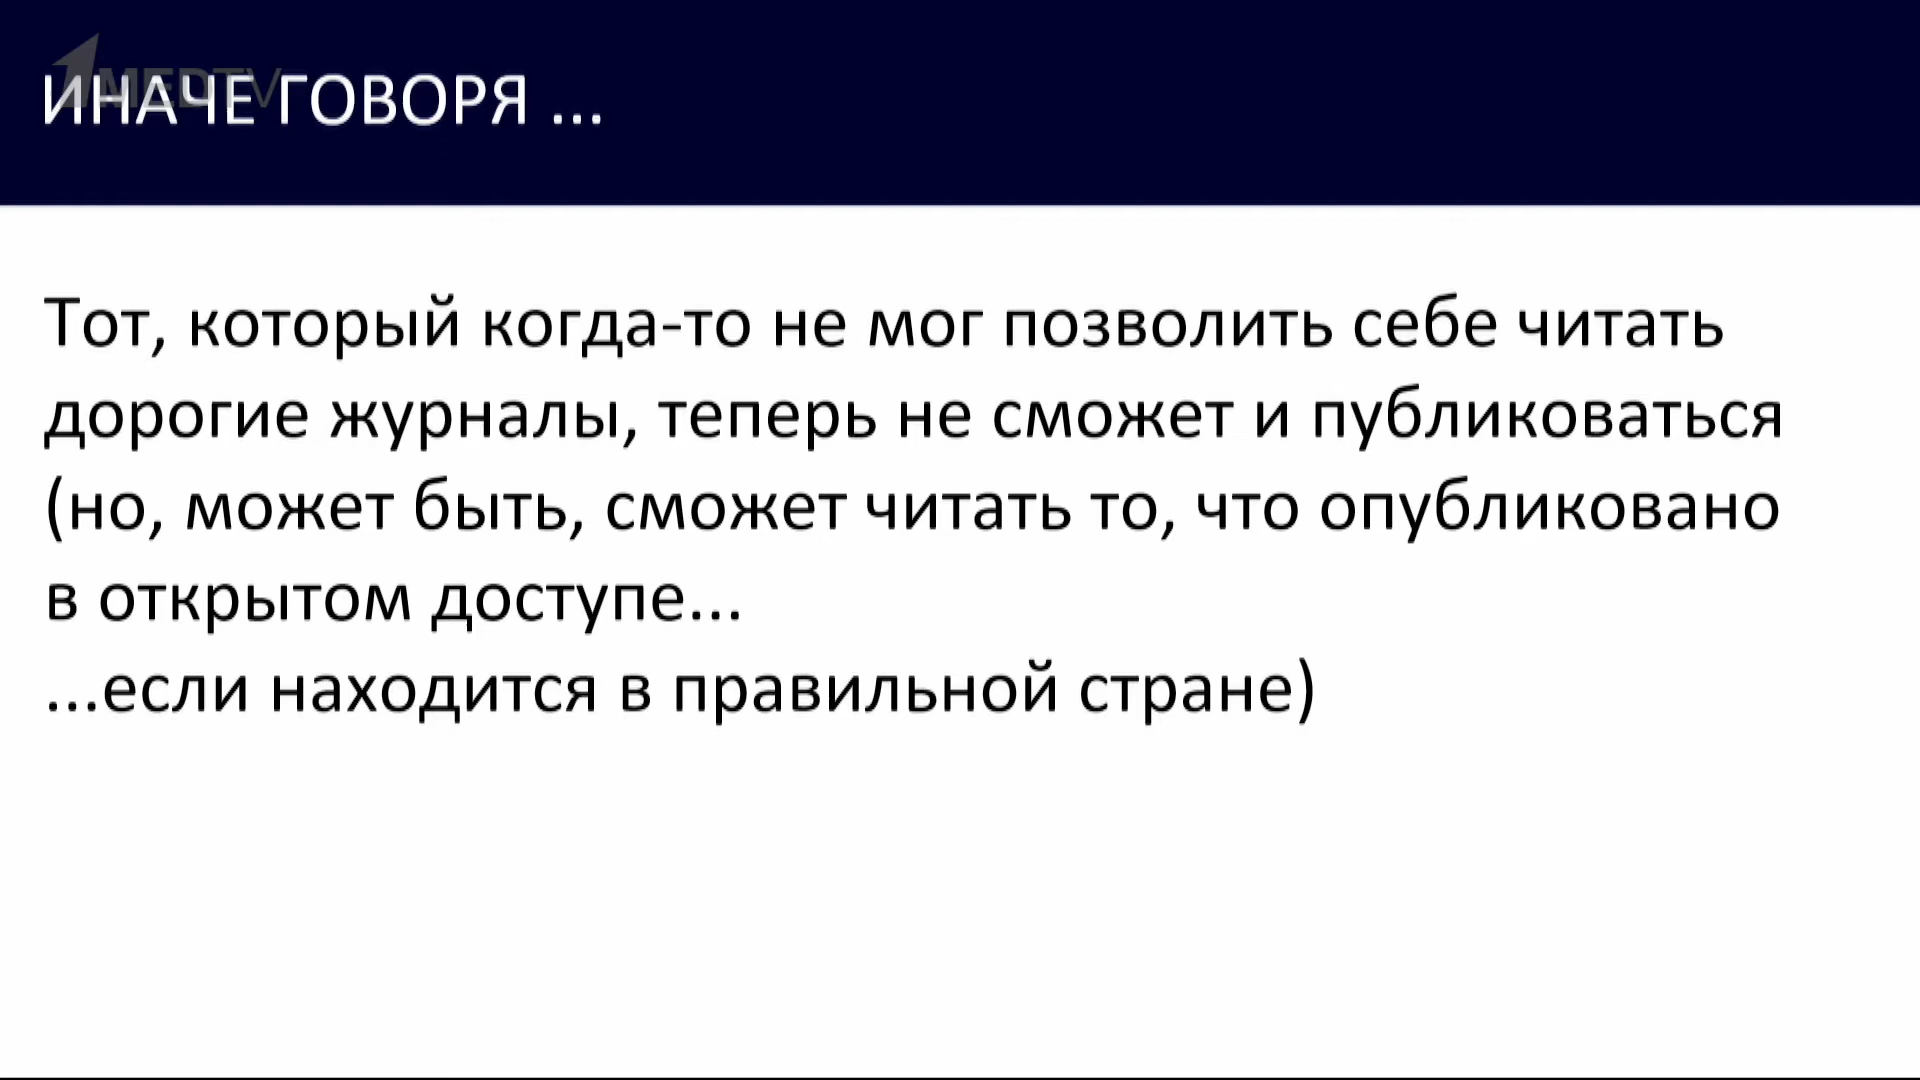 1MEDTV
ИНАЧЕ ГОВОРЯ ...
Тот, который когда-то не мог позволить себе читать
дорогие журналы, теперь не сможет и публиковаться
(но, может быть, сможет читать то, что опубликовано
в открытом доступе...
...если находится в правильной стране)